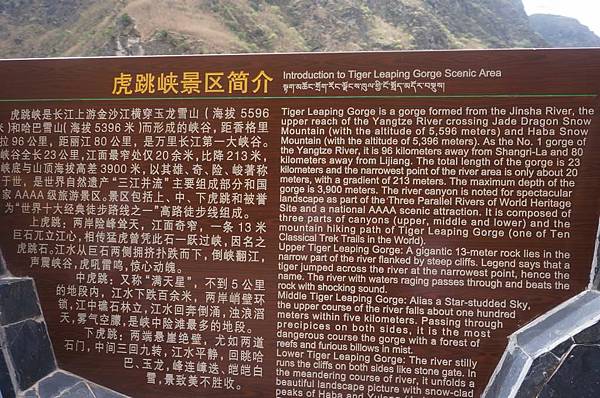 虎跳峡景区简介
Introduction to Tiger Leaping Gorge Scenic Area
虎跳峡是长江上游金沙江横穿玉龙雪山（海拔 5596
米)和哈巴雪山（海拔 5396 米）而形成的峡谷，距香格里
拉 96 公里，距丽江 80 公里，是万里长江第一大峡谷。
峡谷全长 23 公里，江面最窄处仅 20 余米，比降 213 米，
峡底与山顶海拔高差 3900 米，以其雄、奇、险、峻著称
于世，是世界自然遗产“三江并流”主要组成部分和国
家 AAAA 级旅游景区。景区包括上、中、下虎跳和被誉
为“世界十大经典徒步路线之一”高路徒步线组成。
上虎跳：两岸险峰耸天，江面奇窄，一条 13 米
巨石兀立江心，相传猛虎曾凭此石一跃过峡，因名之
虎跳石。江水从巨石两侧拥挤扑跌而下，倒峡翻江，
声震峡谷，虎吼雷鸣，惊心动魄。
中虎跳：又称“满天星”，不到 5 公里
的地段内，江水下跌百余米，两岸峭壁环
锁，江中礁石林立，江水回奔倒涌，浊浪滔
天，雾气空骧，是峡中险滩最多的地段。
下虎跳：两端悬崖绝壁，尤如两道
石门，中间三回九转，江水平静，回眺哈
巴、玉龙，峰连峰迭、皑皑白
雪，景致美不胜收。
Tiger Leaping Gorge is a gorge formed from the Jinsha River, the
upper reach of the Yangtze River crossing Jade Dragon Snow
Mountain (with the altitude of 5,596 meters) and Haba Snow
Mountain (with the altitude of 5,396 meters). As the No. 1 gorge of
the Yangtze River, it is 96 kilometers away from Shangri-La and 80
kilometers away from Lijiang. The total length of the gorge is 23
kilometers and the narrowest point of the river area is only about 20
meters, with a gradient of 213 meters. The maximum depth of the
gorge is 3,900 meters. The river canyon is noted for spectacular
landscape as part of the Three Parallel Rivers of World Heritage
Site and a national AAAA scenic attraction. It is composed of
three parts of canyons (upper, middle and lower) and the
mountain hiking path of Tiger Leaping Gorge (one of Ten
Classical Trek Trails in the World).
Upper Tiger Leaping Gorge: A gigantic 13-meter rock lies in the
narrow part of the river flanked by steep cliffs. Legend says that a
tiger jumped across the river at the narrowest point, hence the
name. The river with waters raging passes through and beats the
rock with shocking sound.
Middle Tiger Leaping Gorge: Alias a Star-studded Sky,
the upper course of the river falls about one hundred
meters within five kilometers. Passing through
precipices on both sides, it is the most
dangerous course the gorge with a forest of
reefs and furious billows in mist.
Lower Tiger Leaping Gorge: The river stilly
runs the cliffs on both sides like stone gate. In
the meandering course of river, it unfolds a
beautiful landscape picture with snow-clad
peaks of Haba and